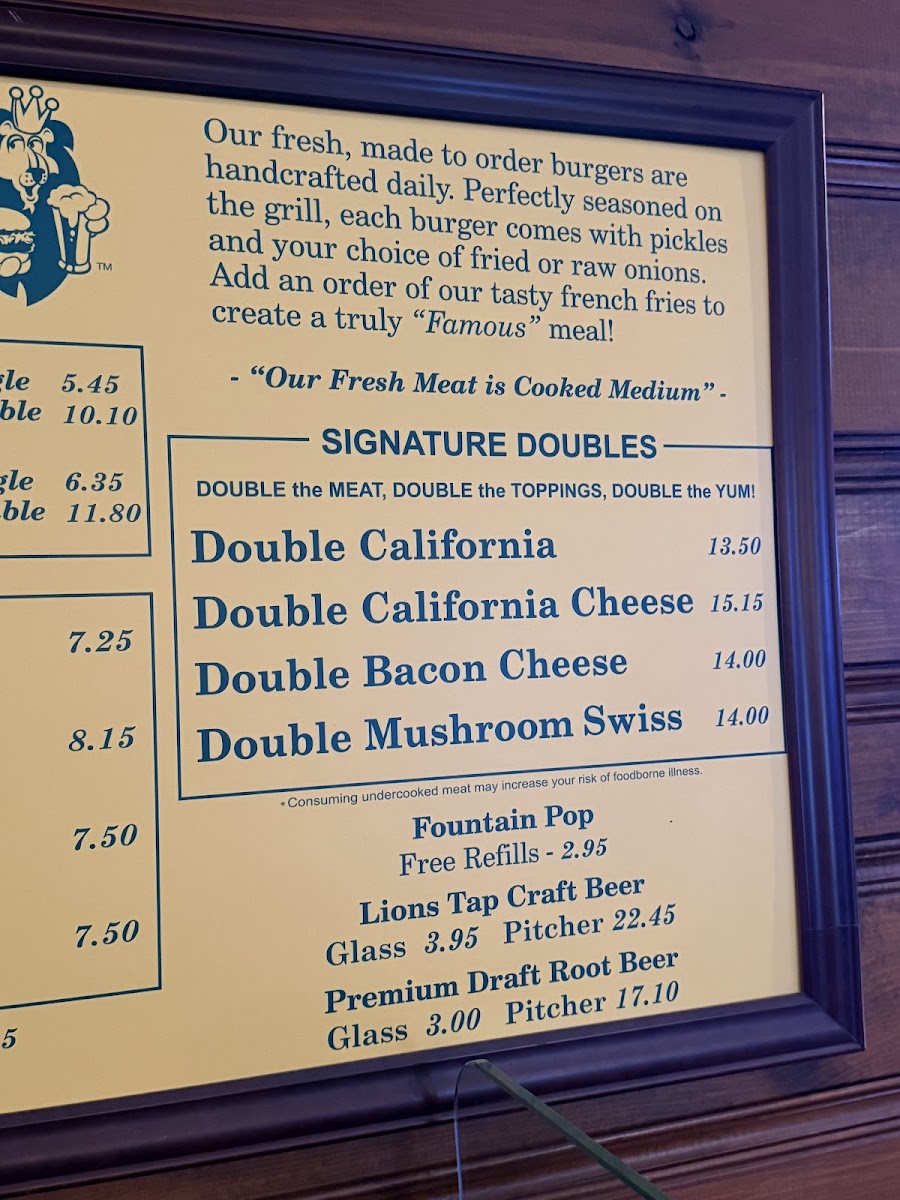 TM
Our fresh, made to order burgers are
handcrafted daily. Perfectly seasoned on
the grill, each burger comes with pickles
and your choice of fried or raw onions.
Add an order of our tasty french fries to
create a truly “Famous” meal!
- “Our Fresh Meat is Cooked Medium” -
5.45
10.10
6.35
11.80
7.25
8.15
7.50
7.50
5
SIGNATURE DOUBLES
DOUBLE the MEAT, DOUBLE the TOPPINGS, DOUBLE the YUM!
Double California 13.50
Double California Cheese 15.15
Double Bacon Cheese 14.00
Double Mushroom Swiss 14.00
*Consuming undercooked meat may increase your risk of foodborne illness.
Fountain Pop
Free Refills - 2.95
Lions Tap Craft Beer
Glass 3.95 Pitcher 22.45
Premium Draft Root Beer
Glass 3.00 Pitcher 17.10